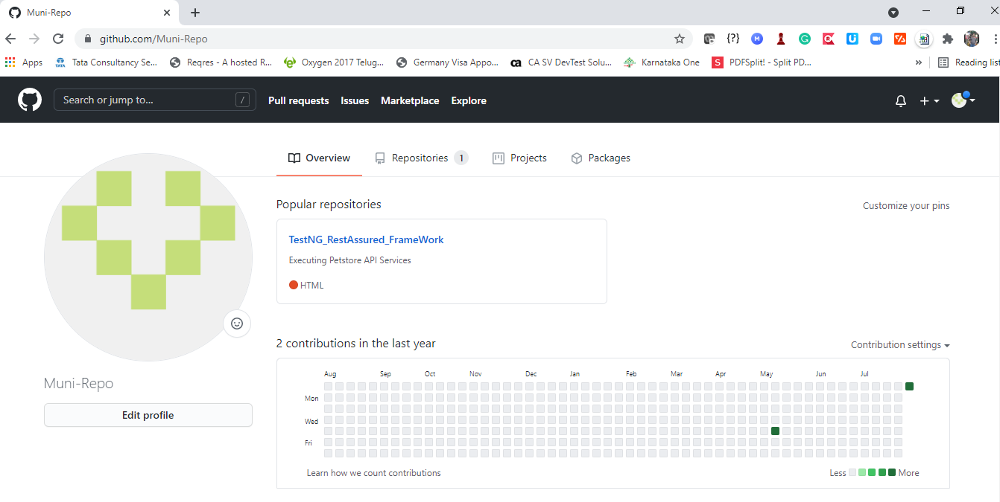 Muni-Repo
github.com/Muni-Repo
Apps Tata Consultancy Se... Reqres - A hosted R... Oxygen 2017 Telug... Germany Visa Appo... CA SV DevTest Solu... Karnataka One PDFSplit! - Split PD... » Reading list
Search or jump to... / Pull requests Issues Marketplace Explore
Overview Repositories 1 Projects Packages
Popular repositories Customize your pins
TestNG_RestAssured_FrameWork
Executing Petstore API Services
HTML
2 contributions in the last year Contribution settings
Aug Sep Oct Nov Dec Jan Feb Mar Apr May Jun Jul
Mon
Wed
Fri
Learn how we count contributions Less More
Muni-Repo
Edit profile